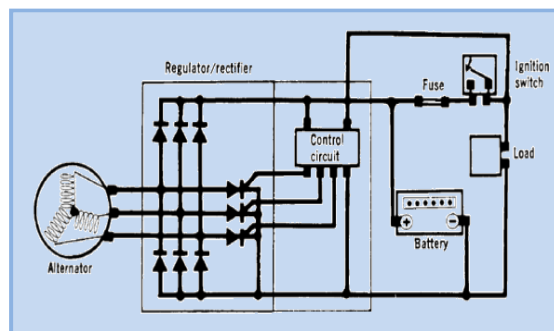 Regulator/rectifier
Ignition
switch
Fuse
Control
circuit
Load
+
−
Battery
Alternator